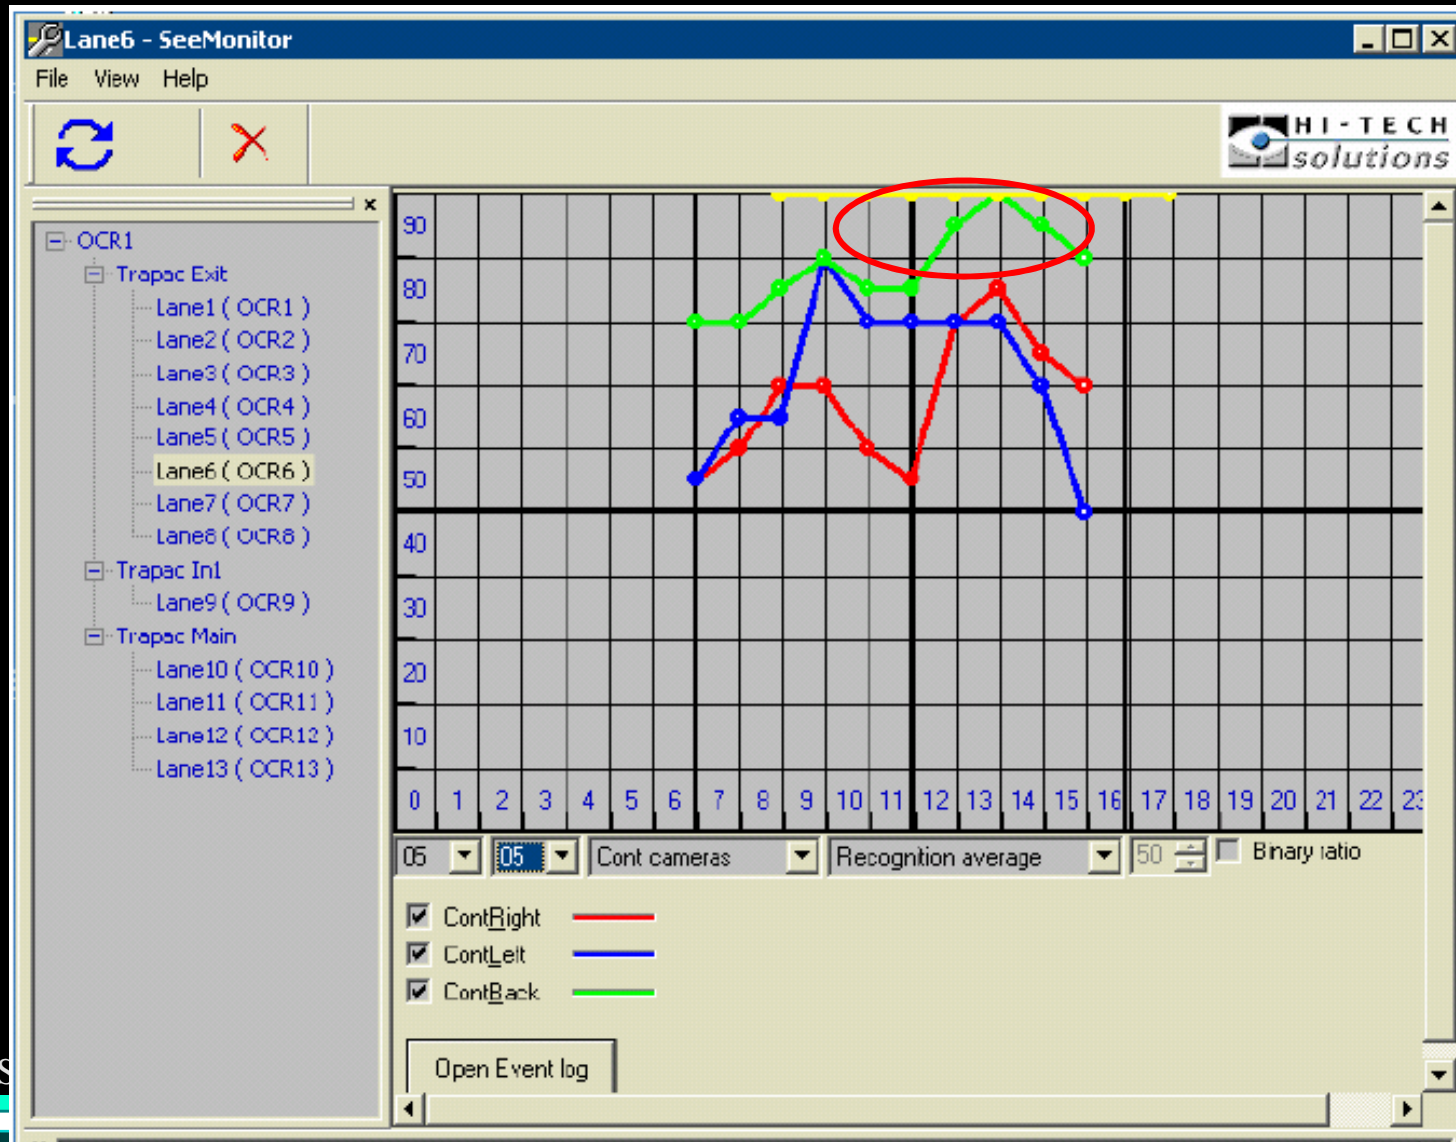 Lane6 - SeeMonitor
File View Help
HI-TECH
solutions
OCR1
Trapac Exit
Lane1 ( OCR1 )
Lane2 ( OCR2 )
Lane3 ( OCR3 )
Lane4 ( OCR4 )
Lane5 ( OCR5 )
Lane6 ( OCR6 )
Lane7 ( OCR7 )
Lane8 ( OCR8 )
Trapac In1
Lane9 ( OCR9 )
Trapac Main
Lane10 ( OCR10 )
Lane11 ( OCR11 )
Lane12 ( OCR12 )
Lane13 ( OCR13 )
90
80
70
60
50
40
30
20
10
0 1 2 3 4 5 6 7 8 9 10 11 12 13 14 15 16 17 18 19 20 21 22 23
05 05 Cont cameras Recognition average 50 Binary ratio
ContRight
ContLeft
ContBack
Open Event log